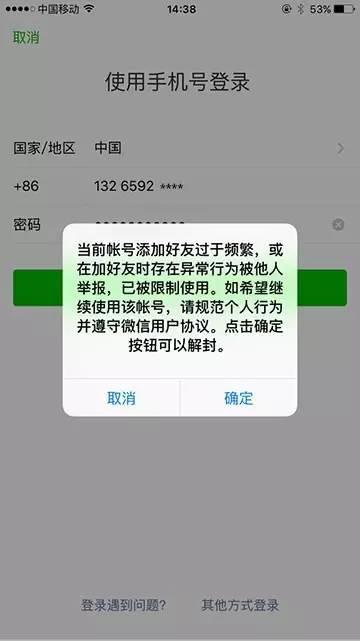 中国移动 14:38 53%
取消
使用手机号登录
国家/地区 中国
+86 132 6592 ****
密码
当前帐号添加好友过于频繁，或
在加好友时存在异常行为被他人
举报，已被限制使用。如希望继
续使用该帐号，请规范个人行为
并遵守微信用户协议。点击确定
按钮可以解封。
取消 确定
登录遇到问题? 其他方式登录